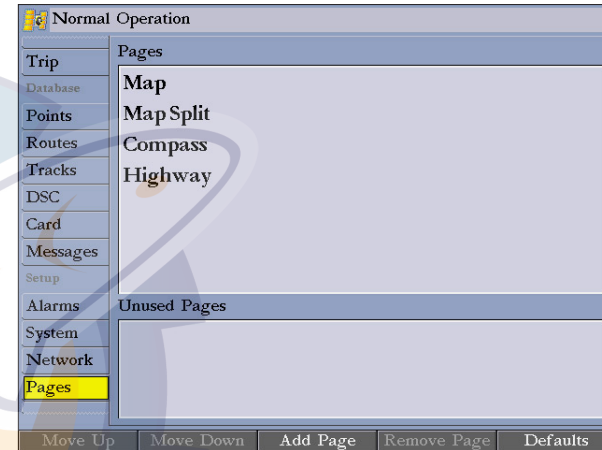 Normal Operation
Trip
Database
Points
Routes
Tracks
DSC
Card
Messages
Setup
Alarms
System
Network
Pages
Pages
Map
Map Split
Compass
Highway
Unused Pages
Move Up Move Down Add Page Remove Page Defaults